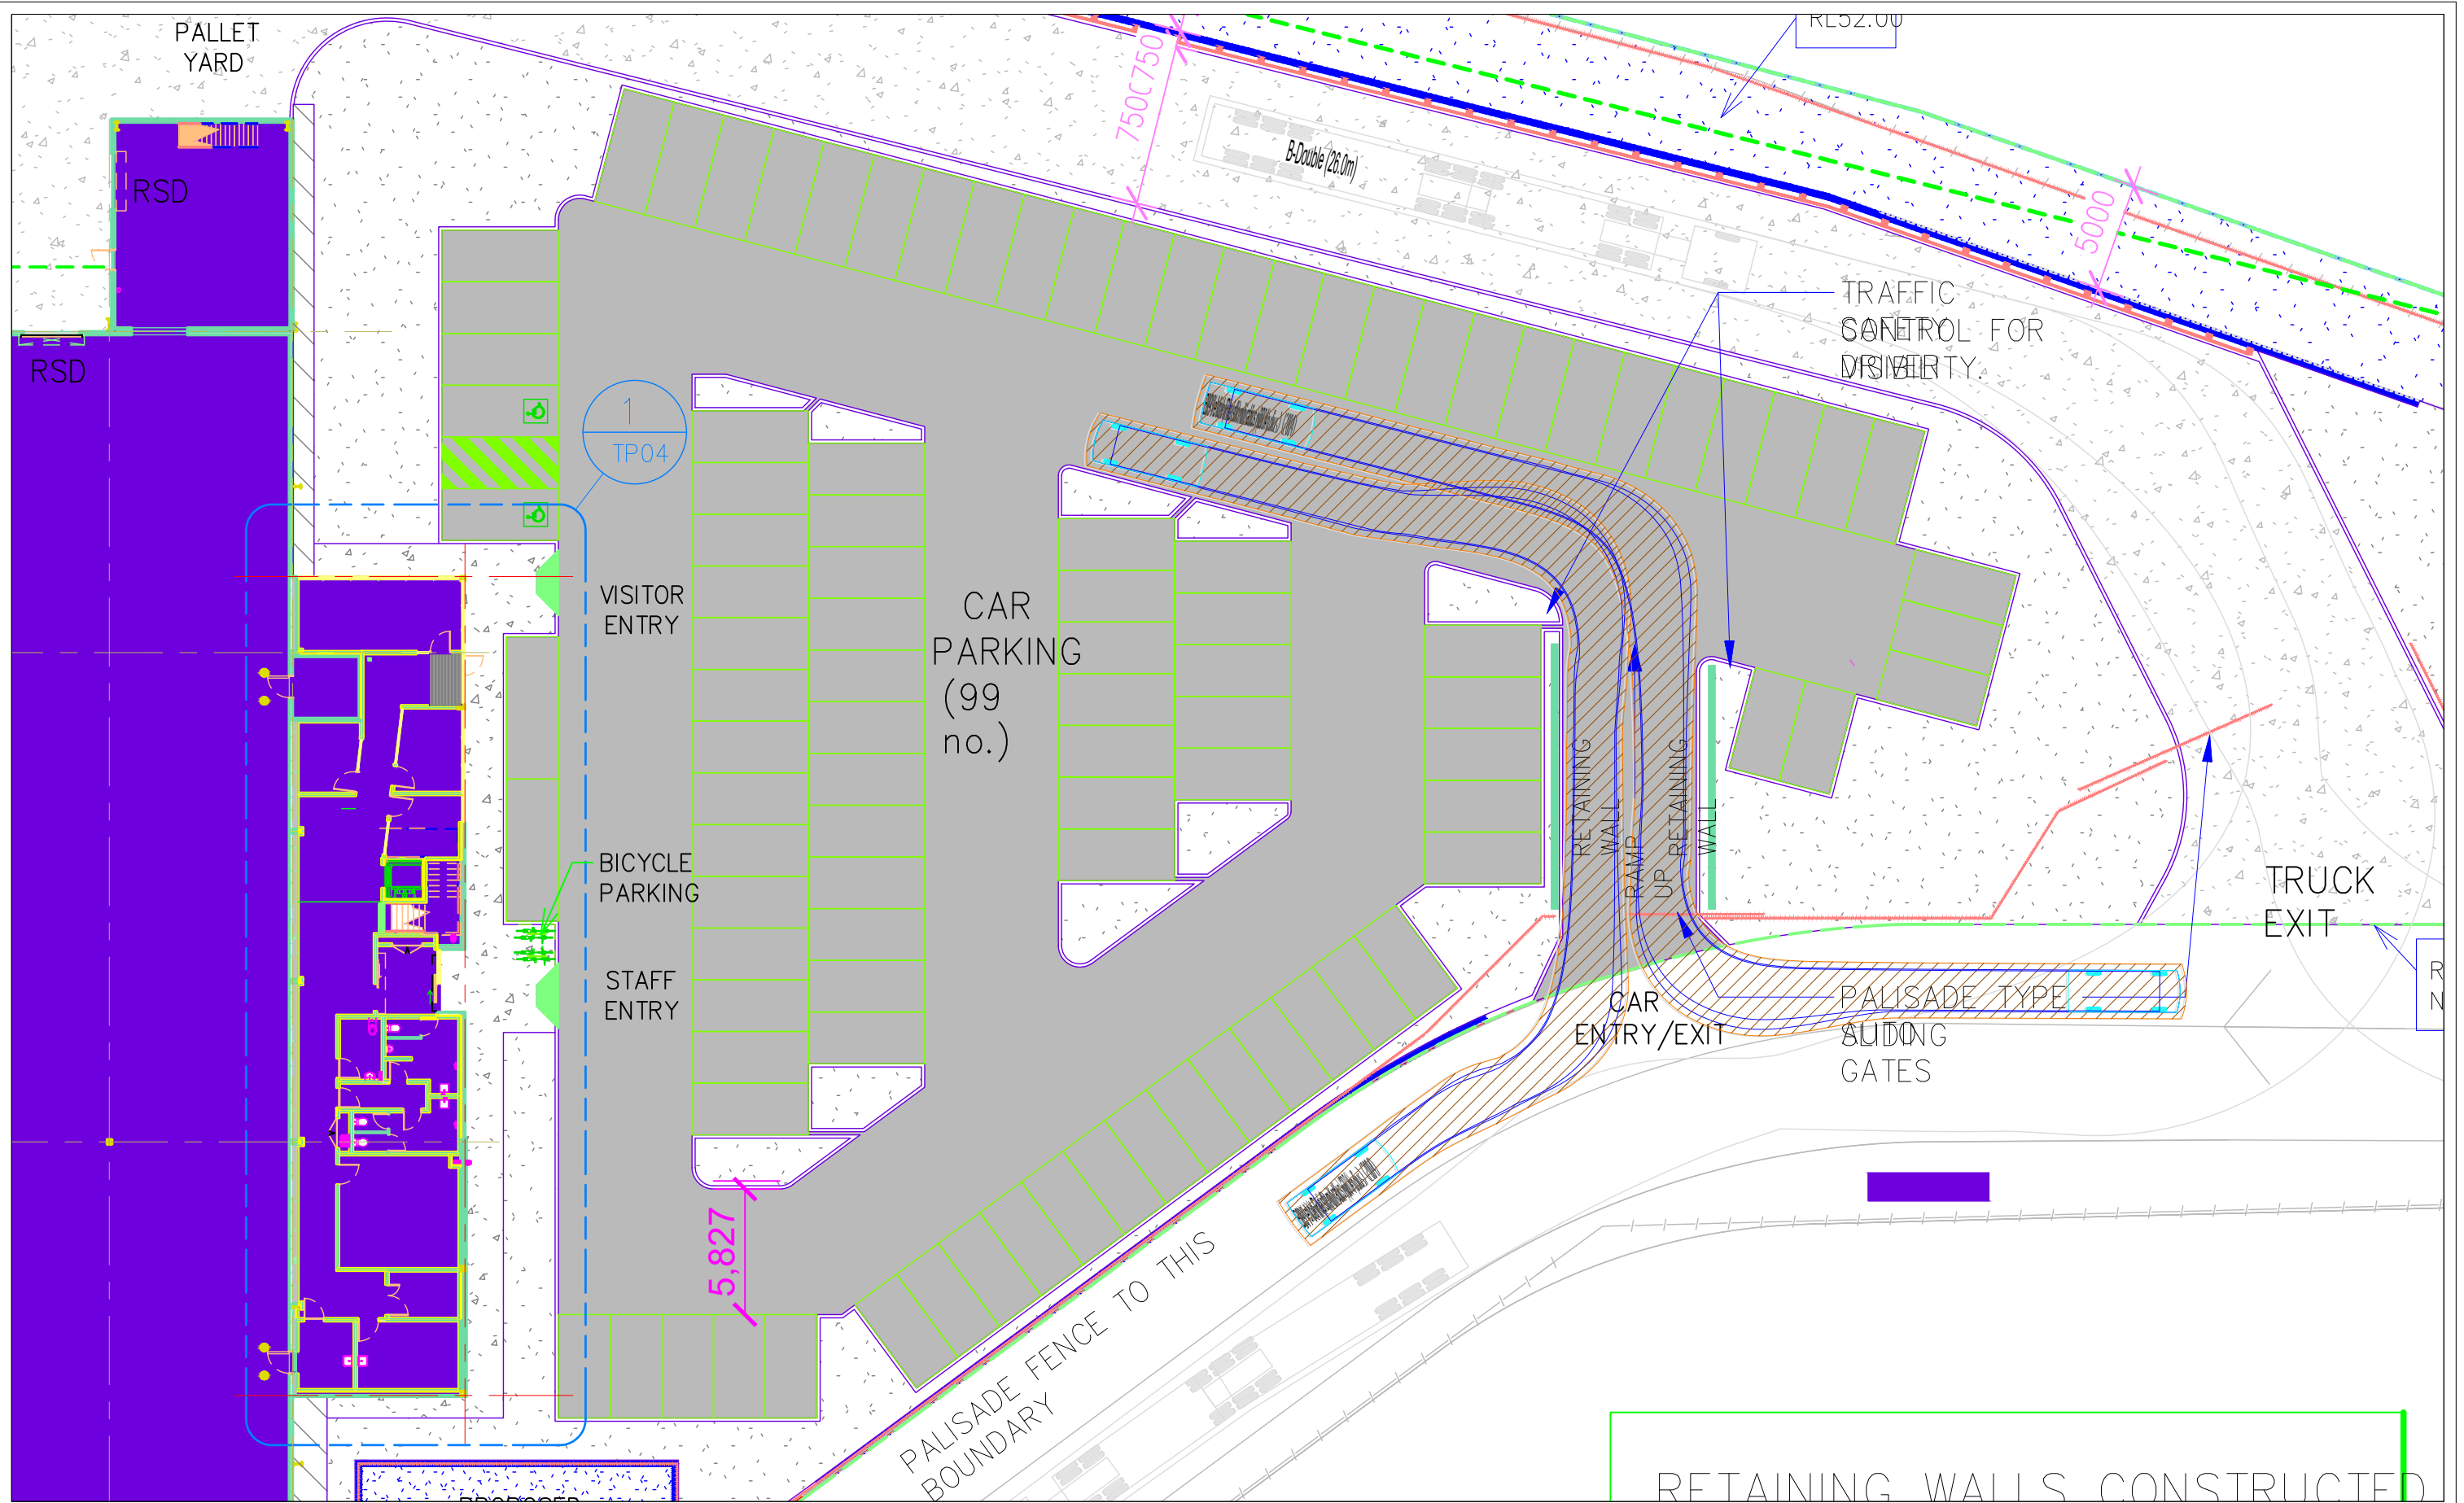 PALLET
YARD
RL52.00
7500
750
B-Double (26.0m)
RSD
5000
TRAFFIC
SAFETY
CONTROL FOR
DRIVER
VISIBILITY.
RSD
1
TP04
VISITOR
ENTRY
CAR
PARKING
(99
no.)
RETAINING
WALL
RAMP
UP
RETAINING
WALL
BICYCLE
PARKING
TRUCK
EXIT
STAFF
ENTRY
R
N
CAR
ENTRY/EXIT
PALISADE TYPE
AUTO
SLIDING
GATES
5,827
PALISADE FENCE TO THIS
BOUNDARY
RETAINING WALLS CONSTRUCTED
PROPOSED